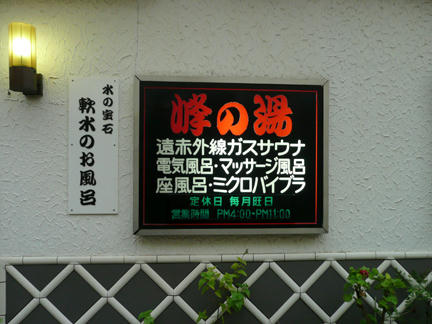 水の宝石
軟水のお風呂
峰の湯
遠赤外線ガスサウナ
電気風呂・マッサージ風呂
座風呂・ミクロバイブラ
定休日 毎月旺日
営業時間 PM4:00-PM11:00